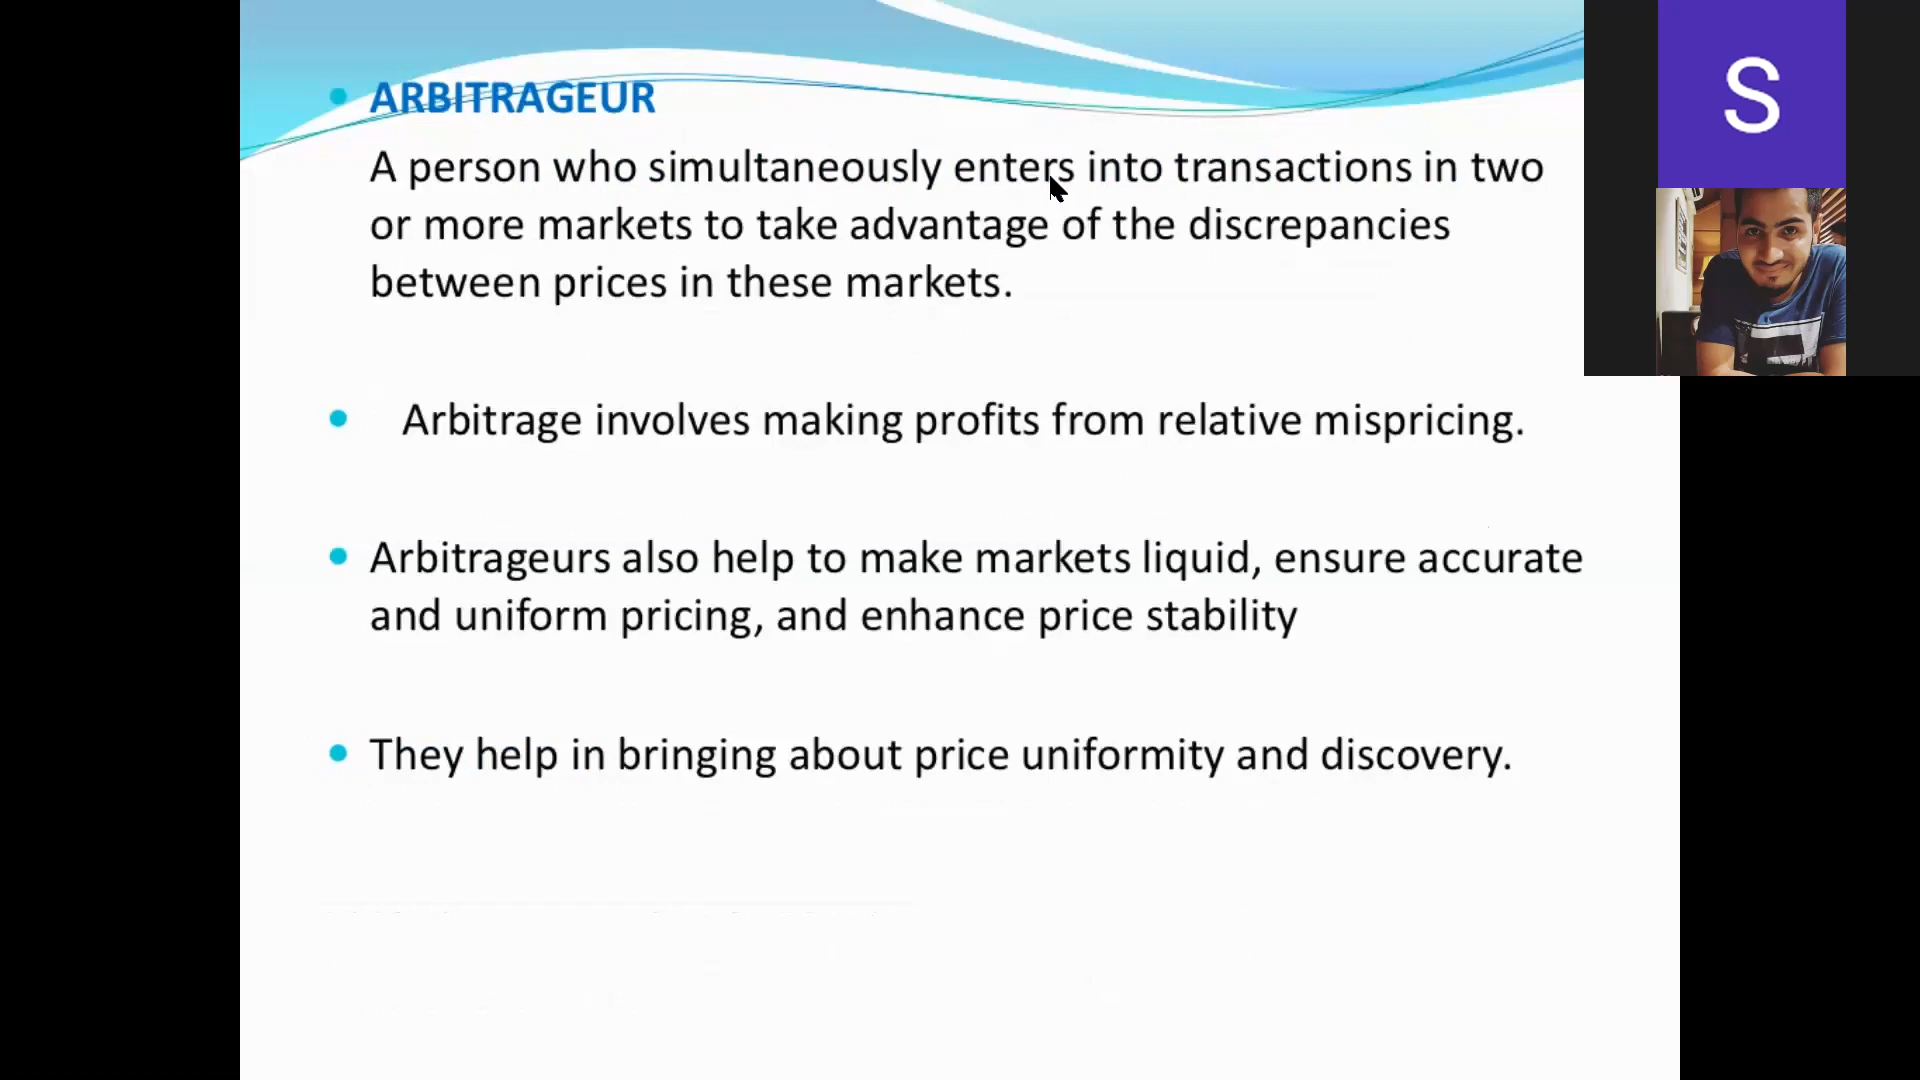 ARBITRAGEUR
A person who simultaneously enters into transactions in two
or more markets to take advantage of the discrepancies
between prices in these markets.
Arbitrage involves making profits from relative mispricing.
Arbitrageurs also help to make markets liquid, ensure accurate
and uniform pricing, and enhance price stability
They help in bringing about price uniformity and discovery.
S